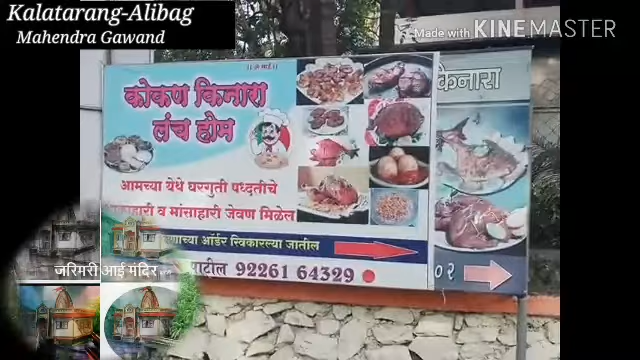 Kalatarang-Alibag
Mahendra Gawand
Made with KINEMASTER
कोकण किनारा
लंच होम
आमच्या येथे घरगुती पध्दतीचे
व मांसाहारी जेवण मिळेल
ऑर्डर स्विकारल्या जातील
पाटील 92261 64329
किनारा
०२
जरिमरी आई मंदिर